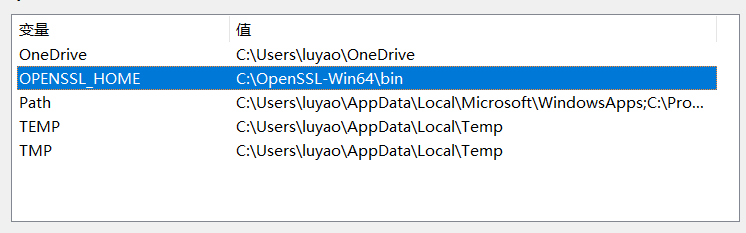 变量 值
OneDrive C:\Users\luyao\OneDrive
OPENSSL_HOME C:\OpenSSL-Win64\bin
Path C:\Users\luyao\AppData\Local\Microsoft\WindowsApps;C:\Pro...
TEMP C:\Users\luyao\AppData\Local\Temp
TMP C:\Users\luyao\AppData\Local\Temp